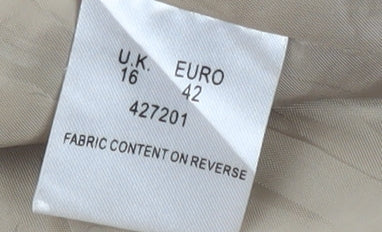 U.K. EURO
16 42
427201
FABRIC CONTENT ON REVERSE